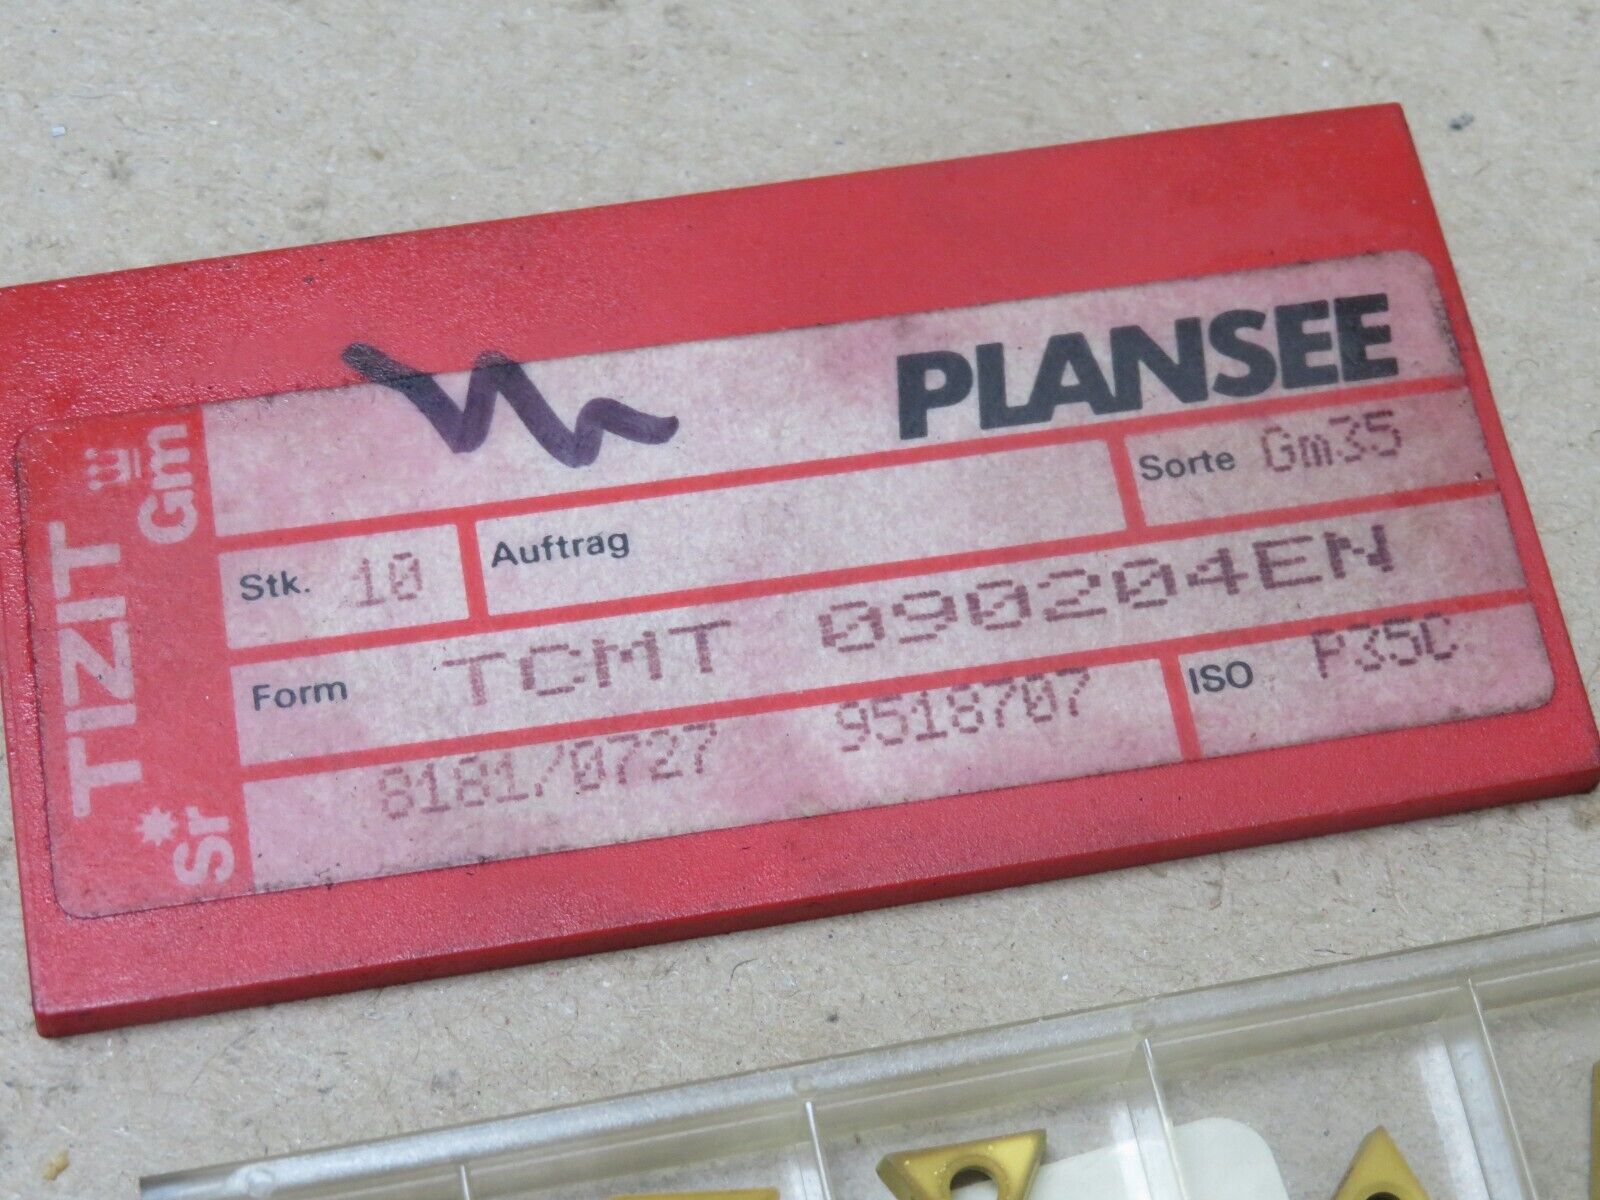 PLANSEE
Sorte Gm35
Stk. 10 Auftrag
Form TCMT 090204EN
8181/0727 9518707 ISO P35C
TIZIT
Gm
Sr